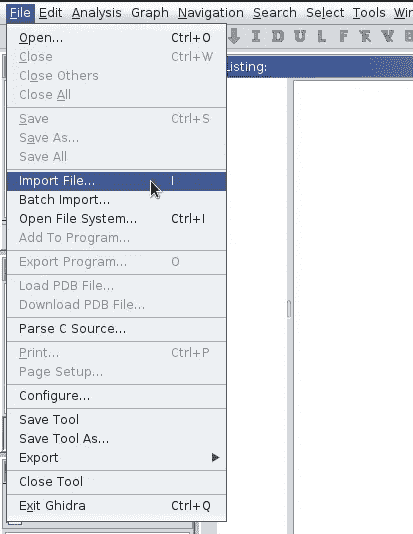 File Edit Analysis Graph Navigation Search Select Tools
I D U L F
Listing:
Open... Ctrl+O
Close Ctrl+W
Close Others
Close All
Save Ctrl+S
Save As...
Save All
Import File... I
Batch Import...
Open File System... Ctrl+I
Add To Program...
Export Program... O
Load PDB File...
Download PDB File...
Parse C Source...
Print... Ctrl+P
Page Setup...
Configure...
Save Tool
Save Tool As...
Export
Close Tool
Exit Ghidra Ctrl+Q